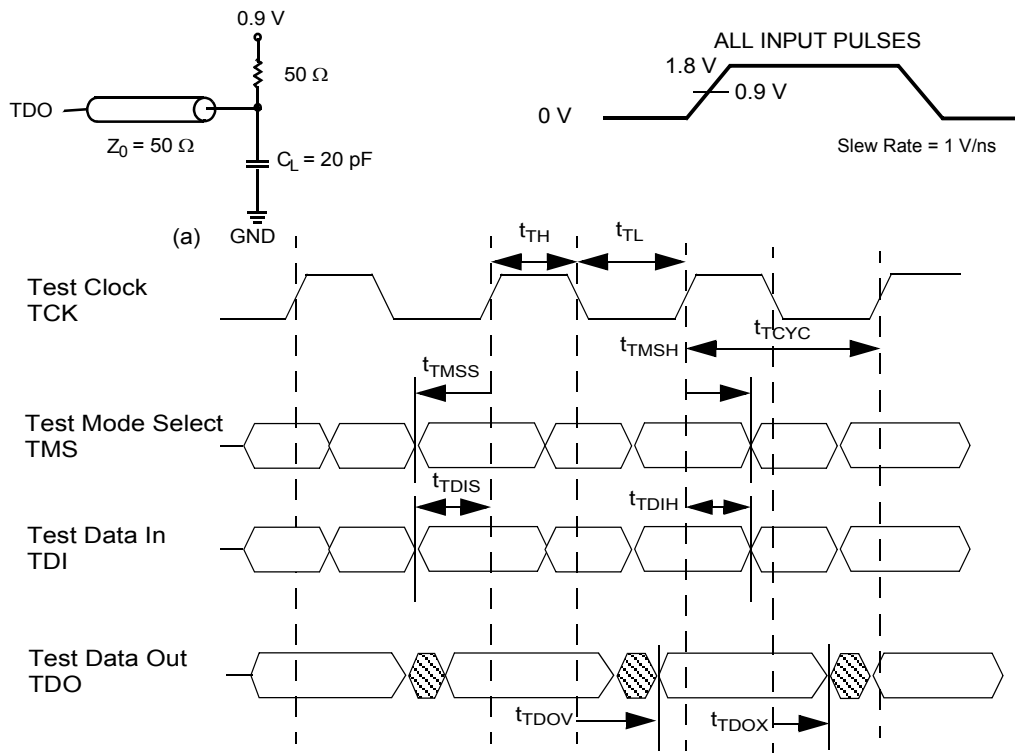 0.9 V
50 Ω
TDO
Z0 = 50 Ω
CL = 20 pF
(a)
GND
ALL INPUT PULSES
1.8 V
0.9 V
0 V
Slew Rate = 1 V/ns
tTH
tTL
Test Clock
TCK
tTMSH
tTCYC
tTMSS
Test Mode Select
TMS
tTDIS
tTDIH
Test Data In
TDI
Test Data Out
TDO
tTDOV
tTDOX